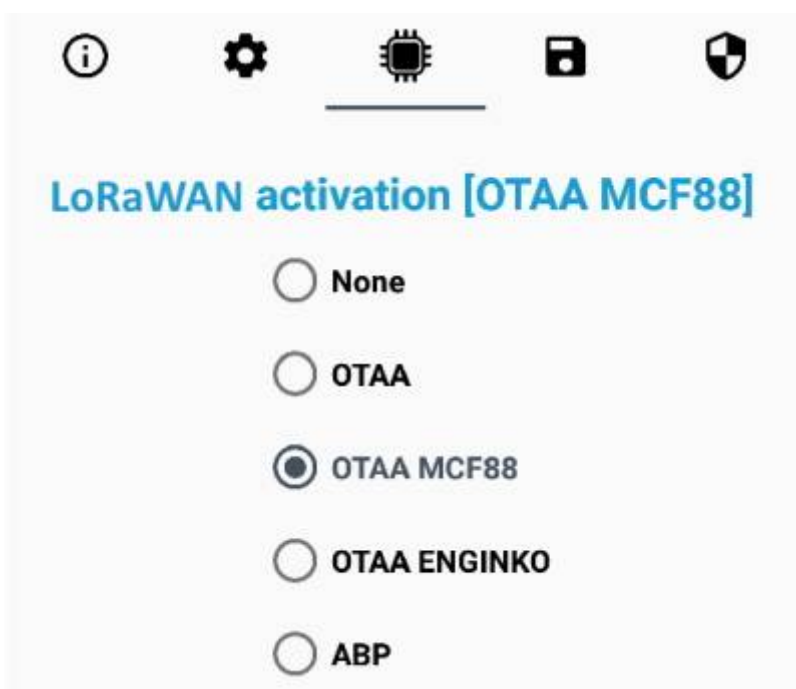 LoRaWAN activation [OTAA MCF88]
None
OTAA
OTAA MCF88
OTAA ENGINKO
ABP